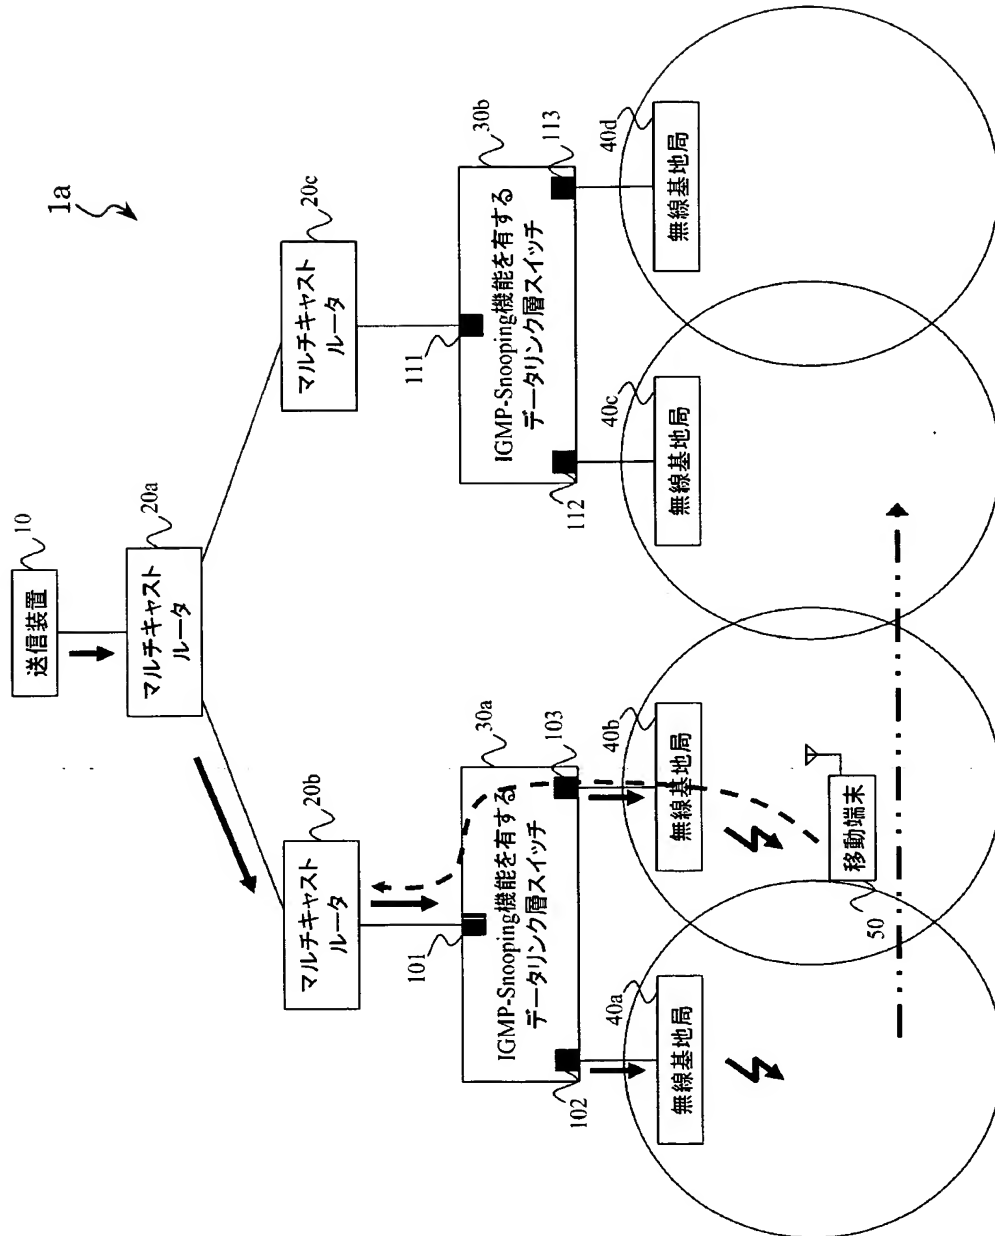 1a
10
送信装置
20a
マルチキャスト
ルータ
20b
マルチキャスト
ルータ
20c
マルチキャスト
ルータ
30a
101
IGMP-Snooping機能を有する
データリンク層スイッチ
102
103
30b
111
IGMP-Snooping機能を有する
データリンク層スイッチ
112
113
40a
無線基地局
40b
無線基地局
40c
無線基地局
40d
無線基地局
移動端末
50